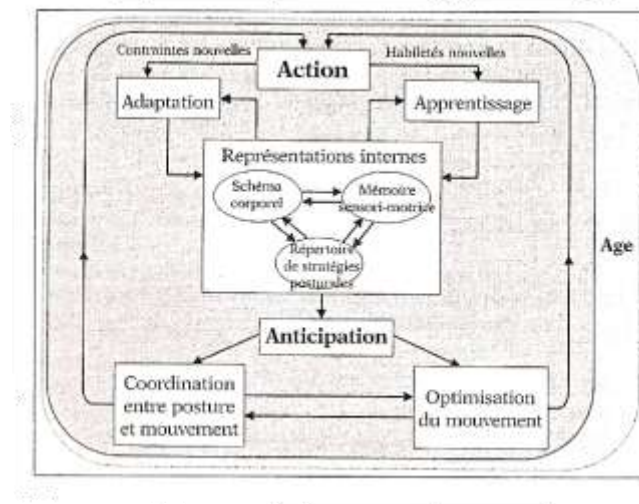 Contraintes nouvelles
Action
Habiletés nouvelles
Adaptation
Apprentissage
Représentations internes
Schéma
corporel
Mémoire
sensori-motrice
Répertoire
de stratégies
posturales
Age
Anticipation
Coordination
entre posture
et mouvement
Optimisation
du mouvement